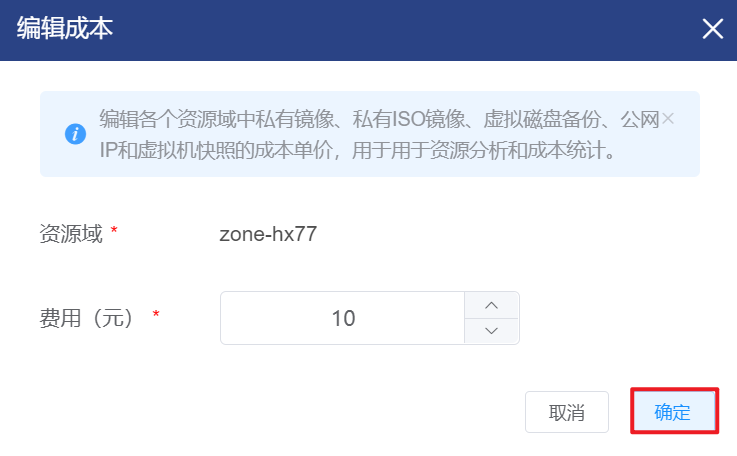 编辑成本
编辑各个资源域中私有镜像、私有ISO镜像、虚拟磁盘备份、公网
IP和虚拟机快照的成本单价，用于用于资源分析和成本统计。
资源域 * zone-hx77
费用（元） * 10
取消 确定